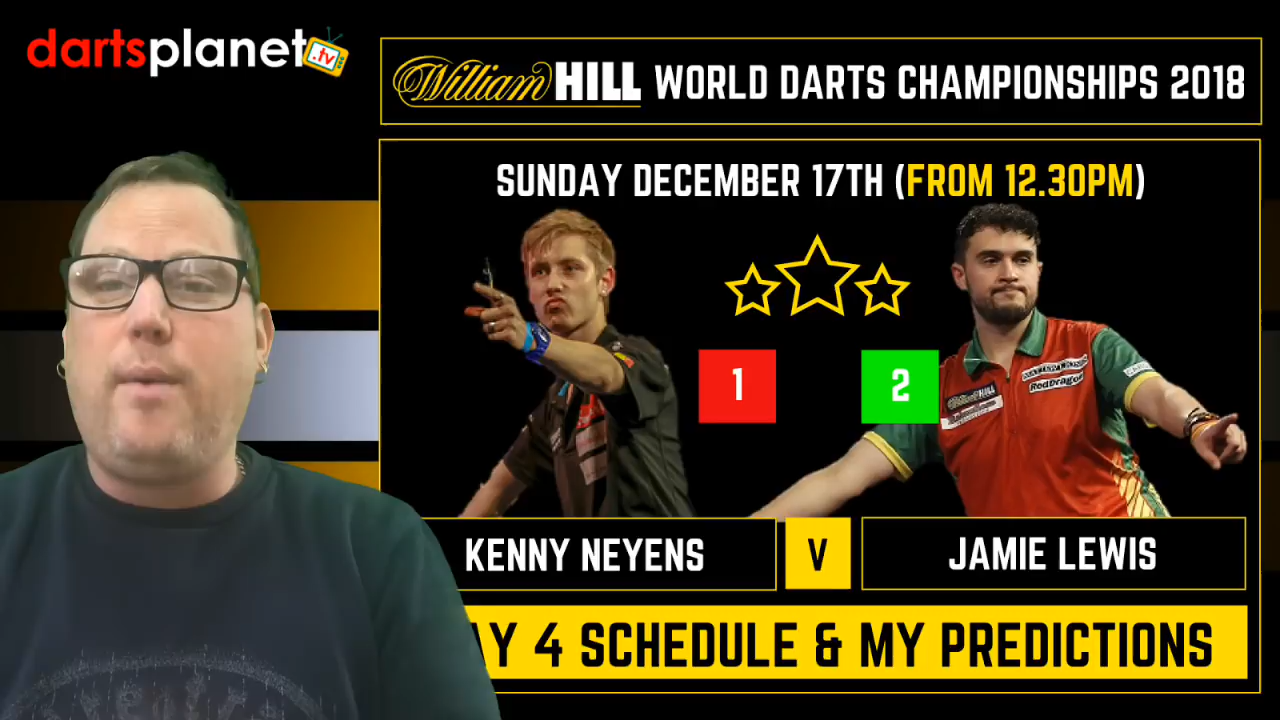 dartsplanet
.tv
William HILL WORLD DARTS CHAMPIONSHIPS 2018
SUNDAY DECEMBER 17TH (FROM 12.30PM)
1
2
RedDragon
KENNY NEYENS
V
JAMIE LEWIS
AY 4 SCHEDULE & MY PREDICTIONS